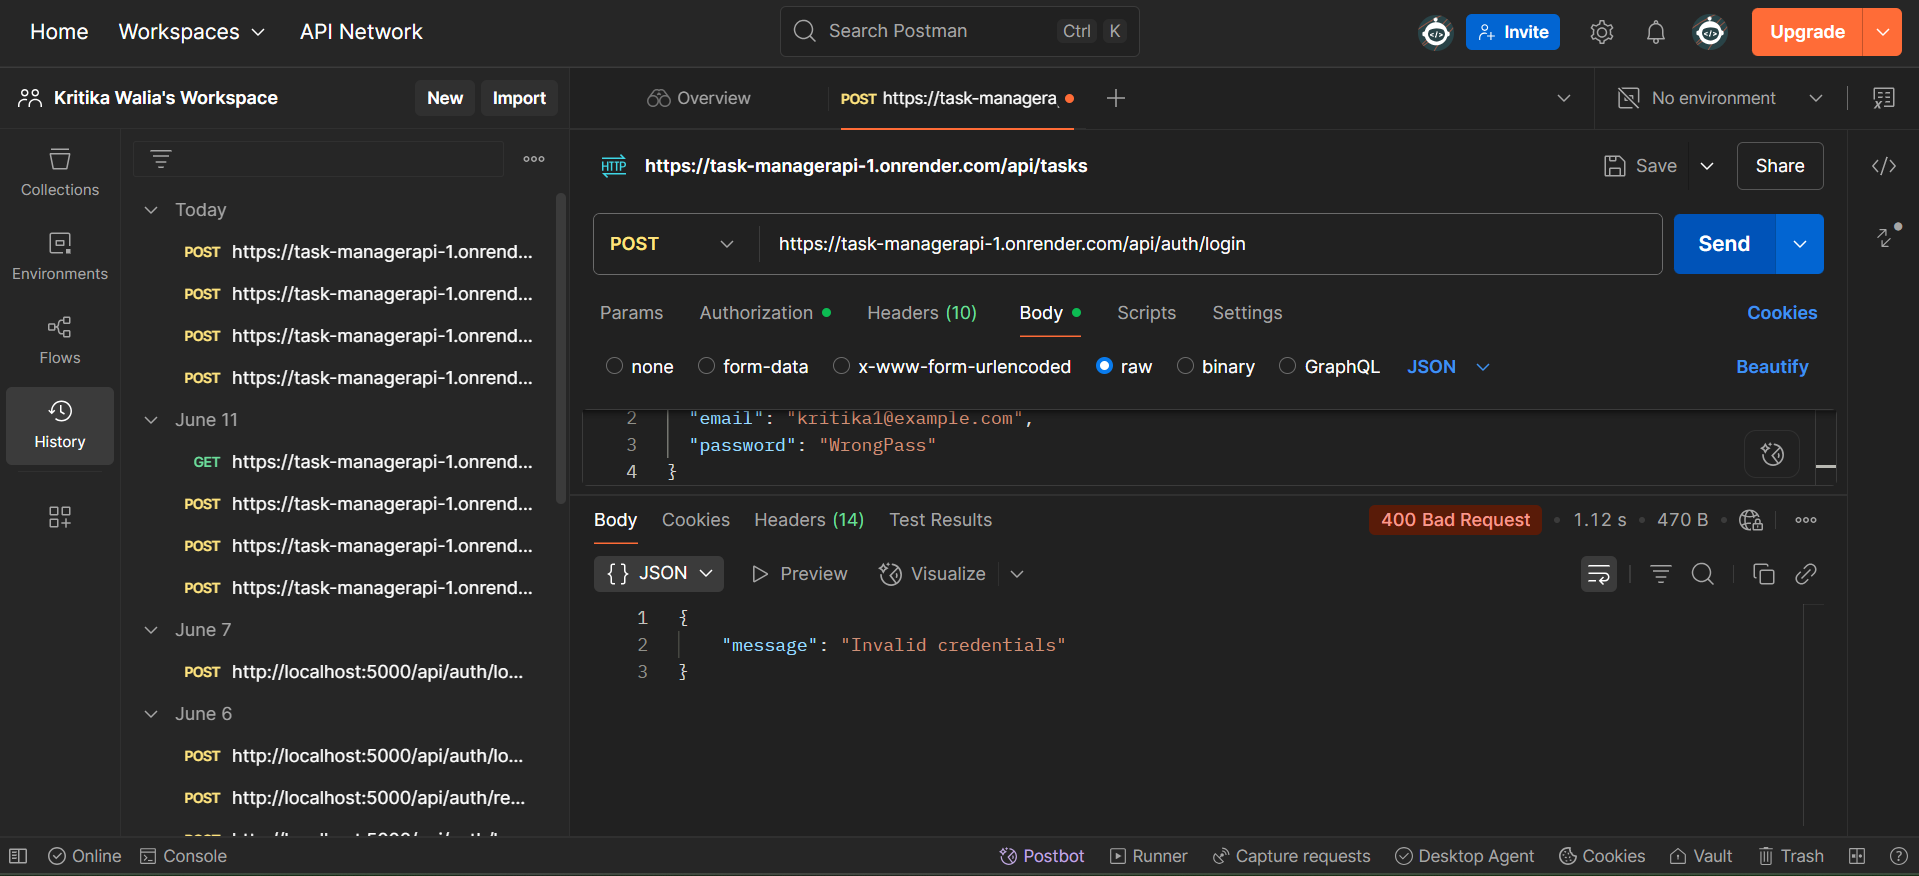 Home
Workspaces
API Network
Search Postman
Ctrl K
Invite
Upgrade
Kritika Walia's Workspace
New
Import
Overview
POST https://task-managera
No environment
Collections
Environments
Flows
History
Today
POST https://task-managerapi-1.onrend...
POST https://task-managerapi-1.onrend...
POST https://task-managerapi-1.onrend...
POST https://task-managerapi-1.onrend...
June 11
GET https://task-managerapi-1.onrend...
POST https://task-managerapi-1.onrend...
POST https://task-managerapi-1.onrend...
POST https://task-managerapi-1.onrend...
June 7
POST http://localhost:5000/api/auth/lo...
June 6
POST http://localhost:5000/api/auth/lo...
POST http://localhost:5000/api/auth/re...
HTTP https://task-managerapi-1.onrender.com/api/tasks
Save
Share
POST https://task-managerapi-1.onrender.com/api/auth/login
Send
Params Authorization Headers (10) Body Scripts Settings Cookies
none form-data x-www-form-urlencoded raw binary GraphQL JSON Beautify
2 "email": "kritika1@example.com",
3 "password": "WrongPass"
4 }
Body Cookies Headers (14) Test Results 400 Bad Request 1.12 s 470 B
{} JSON Preview Visualize
1 {
2 "message": "Invalid credentials"
3 }
Online Console Postbot Runner Capture requests Desktop Agent Cookies Vault Trash